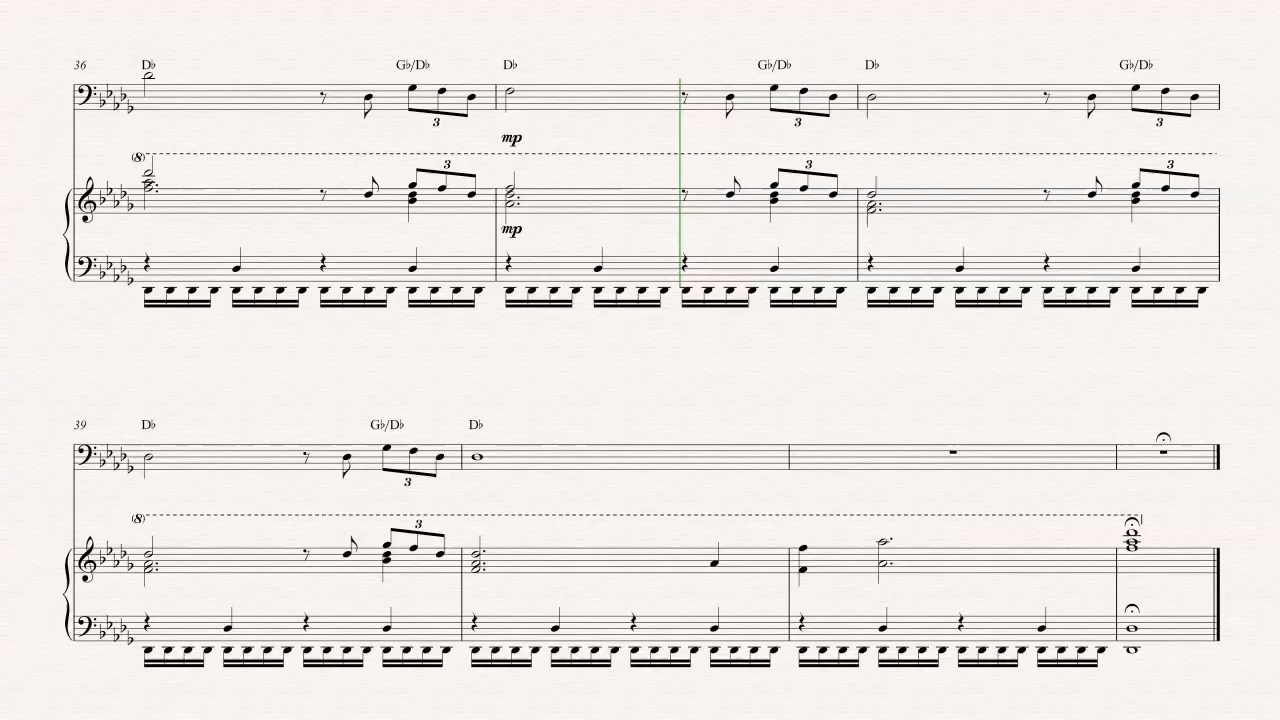 36 D♭ G♭/D♭ D♭ G♭/D♭ D♭ G♭/D♭
3 3 3
mp
(8)
3 3 3
mp
39 D♭ G♭/D♭ D♭
3
(8)
3